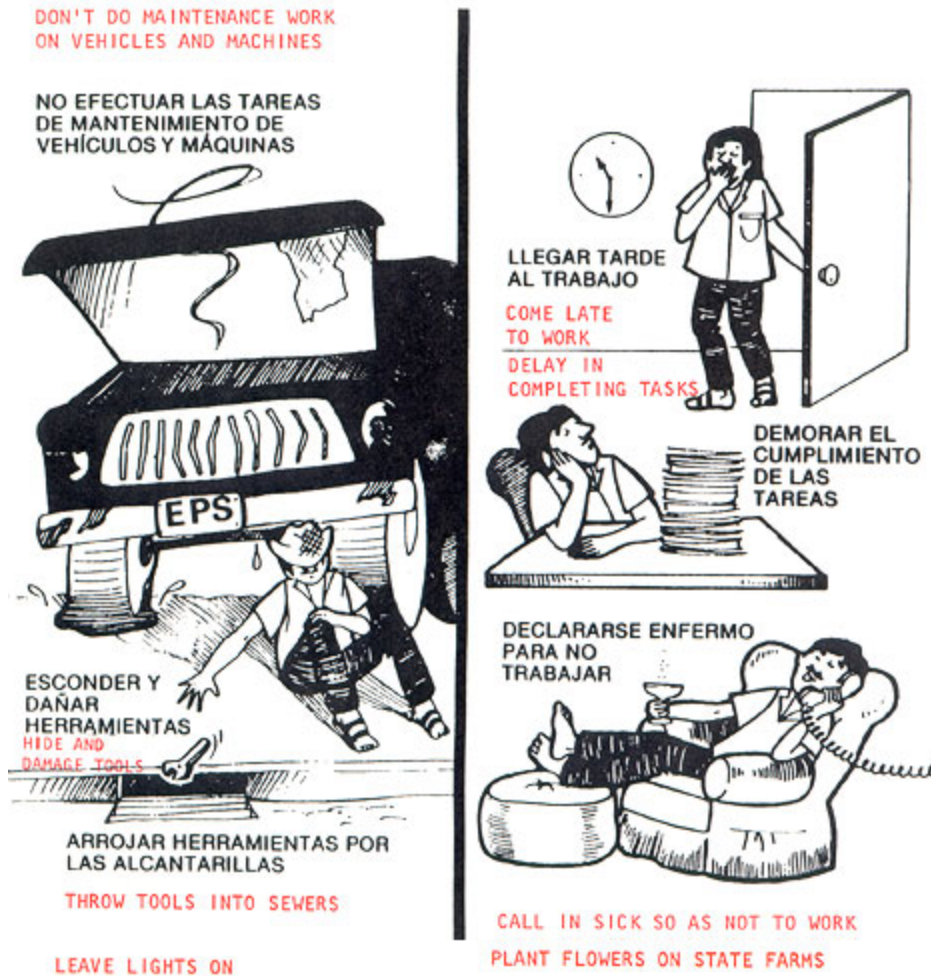 DON'T DO MAINTENANCE WORK
ON VEHICLES AND MACHINES
NO EFECTUAR LAS TAREAS
DE MANTENIMIENTO DE
VEHÍCULOS Y MÁQUINAS
EPS
ESCONDER Y
DAÑAR
HERRAMIENTAS
HIDE AND
DAMAGE TOOLS
ARROJAR HERRAMIENTAS POR
LAS ALCANTARILLAS
THROW TOOLS INTO SEWERS
LEAVE LIGHTS ON
LLEGAR TARDE
AL TRABAJO
COME LATE
TO WORK
DELAY IN
COMPLETING TASKS
DEMORAR EL
CUMPLIMIENTO
DE LAS
TAREAS
DECLARARSE ENFERMO
PARA NO
TRABAJAR
CALL IN SICK SO AS NOT TO WORK
PLANT FLOWERS ON STATE FARMS